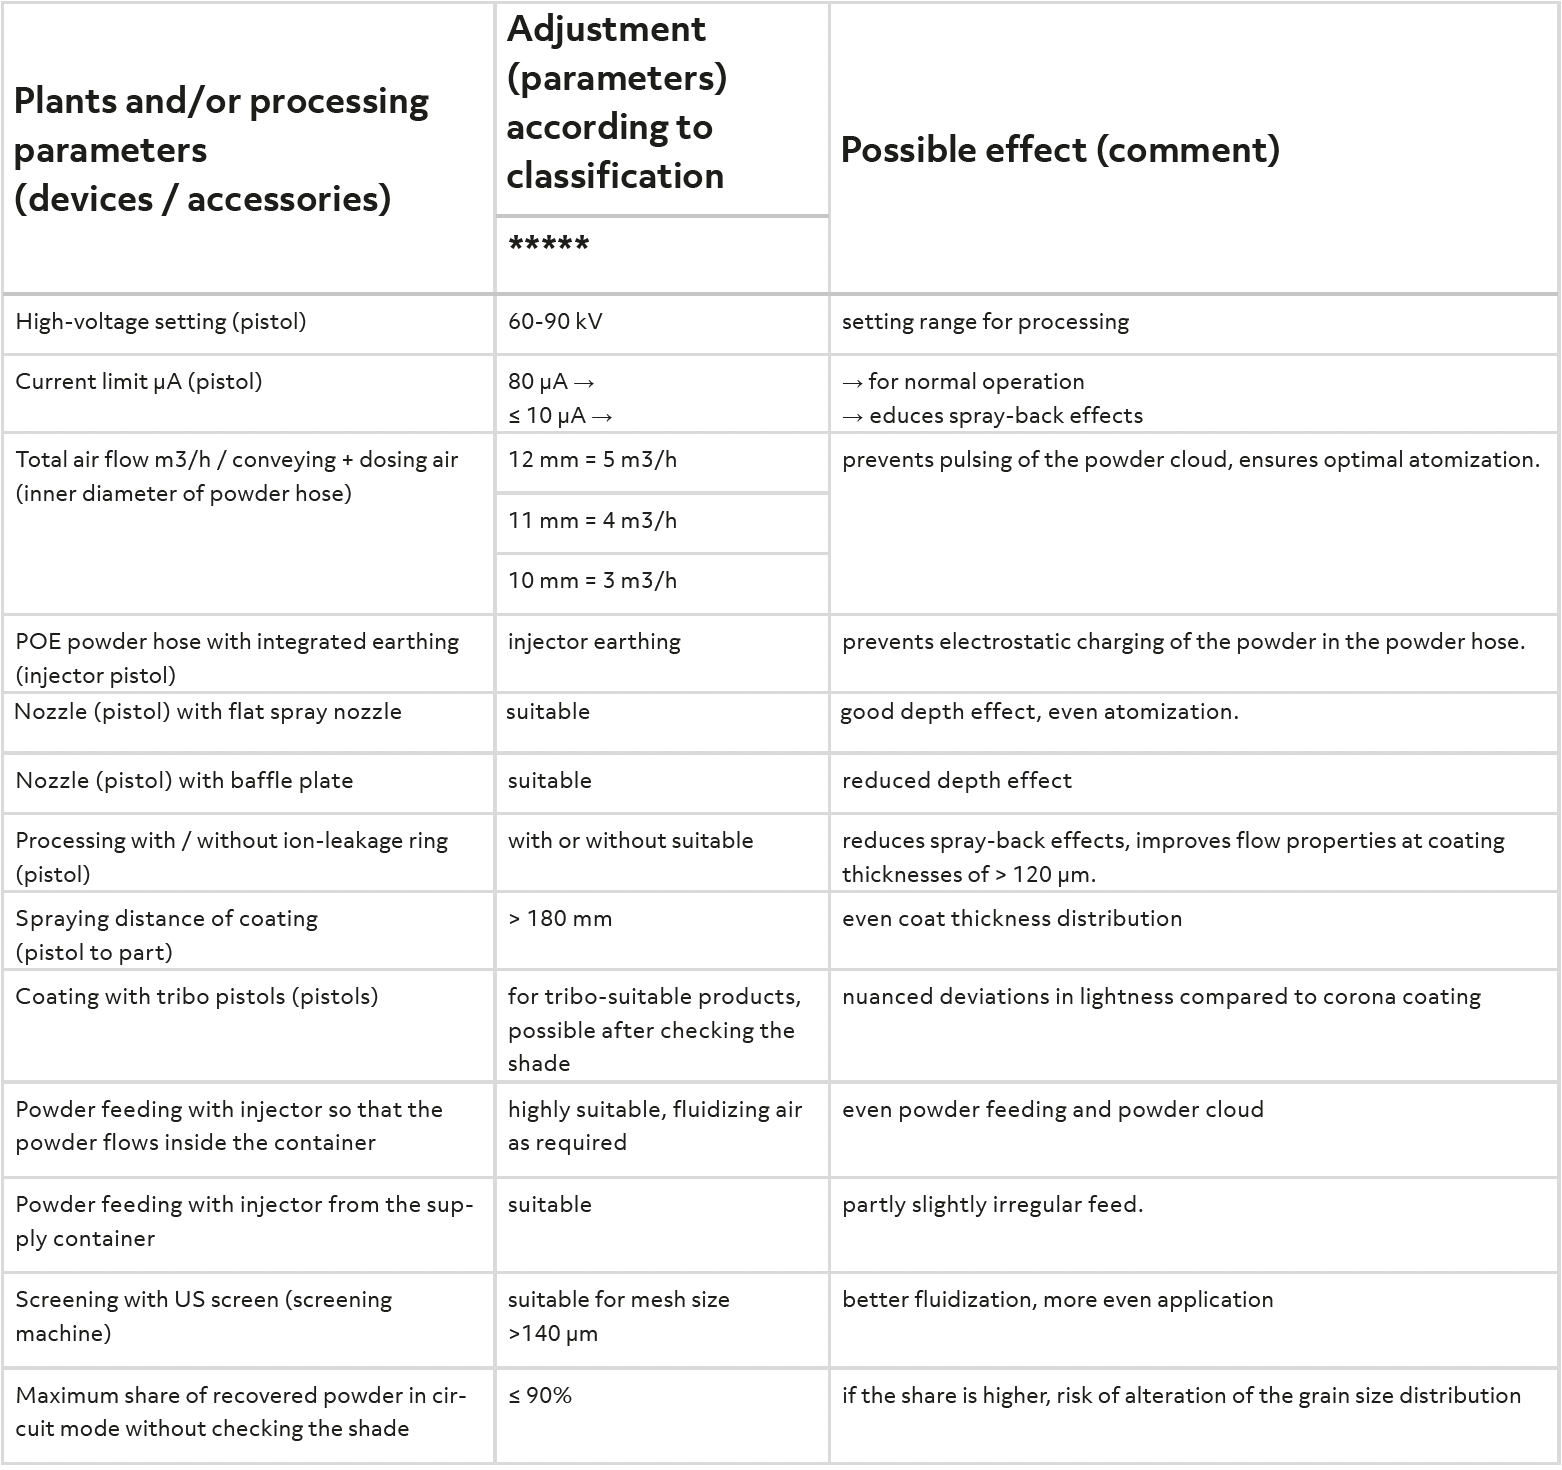 Plants and/or processing
parameters
(devices / accessories)
Adjustment
(parameters)
according to
classification
*****
Possible effect (comment)
High-voltage setting (pistol)
60-90 kV
setting range for processing
Current limit µA (pistol)
80 µA →
≤ 10 µA →
→ for normal operation
→ educes spray-back effects
Total air flow m3/h / conveying + dosing air
(inner diameter of powder hose)
12 mm = 5 m3/h
11 mm = 4 m3/h
10 mm = 3 m3/h
prevents pulsing of the powder cloud, ensures optimal atomization.
POE powder hose with integrated earthing
(injector pistol)
injector earthing
prevents electrostatic charging of the powder in the powder hose.
Nozzle (pistol) with flat spray nozzle
suitable
good depth effect, even atomization.
Nozzle (pistol) with baffle plate
suitable
reduced depth effect
Processing with / without ion-leakage ring
(pistol)
with or without suitable
reduces spray-back effects, improves flow properties at coating
thicknesses of > 120 µm.
Spraying distance of coating
(pistol to part)
> 180 mm
even coat thickness distribution
Coating with tribo pistols (pistols)
for tribo-suitable products,
possible after checking the
shade
nuanced deviations in lightness compared to corona coating
Powder feeding with injector so that the
powder flows inside the container
highly suitable, fluidizing air
as required
even powder feeding and powder cloud
Powder feeding with injector from the sup-
ply container
suitable
partly slightly irregular feed.
Screening with US screen (screening
machine)
suitable for mesh size
>140 µm
better fluidization, more even application
Maximum share of recovered powder in cir-
cuit mode without checking the shade
≤ 90%
if the share is higher, risk of alteration of the grain size distribution